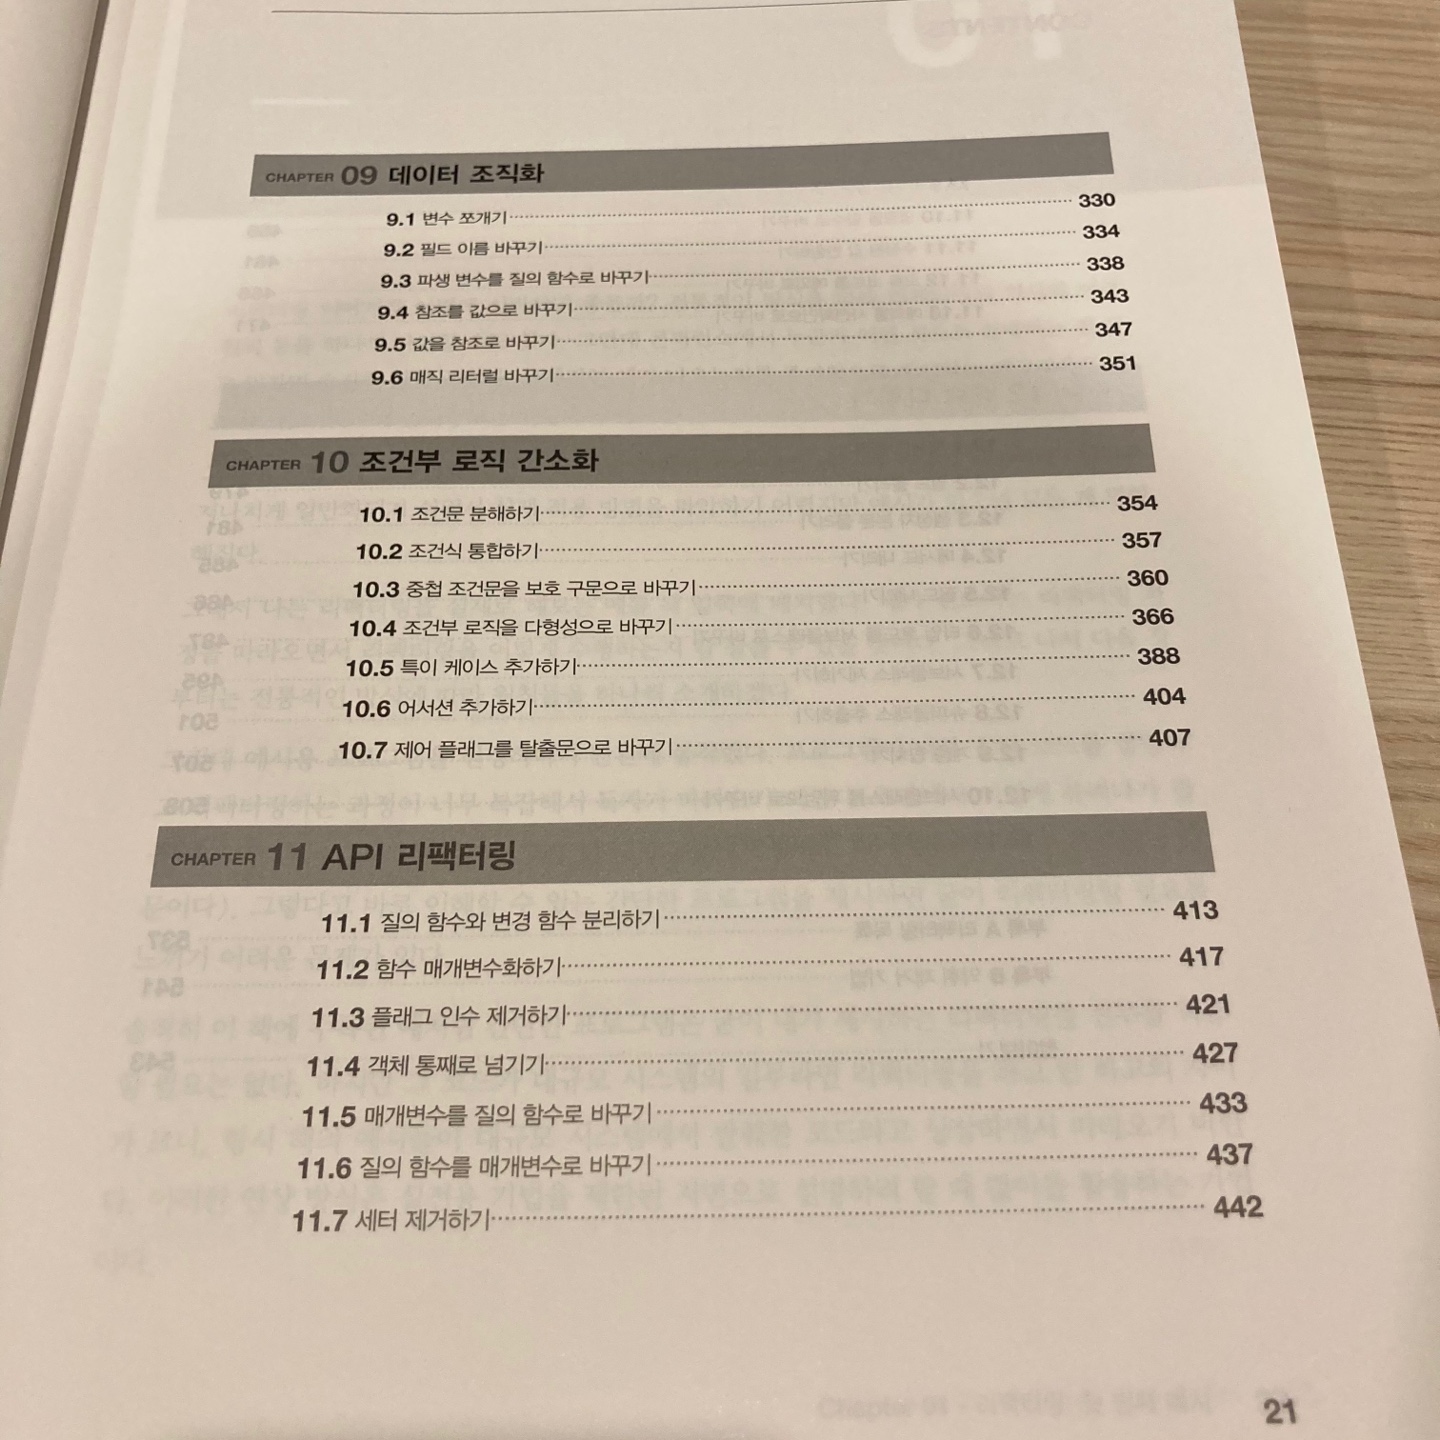 CHAPTER 09 데이터 조직화
9.1 변수 쪼개기 330
9.2 필드 이름 바꾸기 334
9.3 파생 변수를 질의 함수로 바꾸기 338
9.4 참조를 값으로 바꾸기 343
9.5 값을 참조로 바꾸기 347
9.6 매직 리터럴 바꾸기 351
CHAPTER 10 조건부 로직 간소화
10.1 조건문 분해하기 354
10.2 조건식 통합하기 357
10.3 중첩 조건문을 보호 구문으로 바꾸기 360
10.4 조건부 로직을 다형성으로 바꾸기 366
10.5 특이 케이스 추가하기 388
10.6 어서션 추가하기 404
10.7 제어 플래그를 탈출문으로 바꾸기 407
CHAPTER 11 API 리팩터링
11.1 질의 함수와 변경 함수 분리하기 413
11.2 함수 매개변수화하기 417
11.3 플래그 인수 제거하기 421
11.4 객체 통째로 넘기기 427
11.5 매개변수를 질의 함수로 바꾸기 433
11.6 질의 함수를 매개변수로 바꾸기 437
11.7 세터 제거하기 442
21